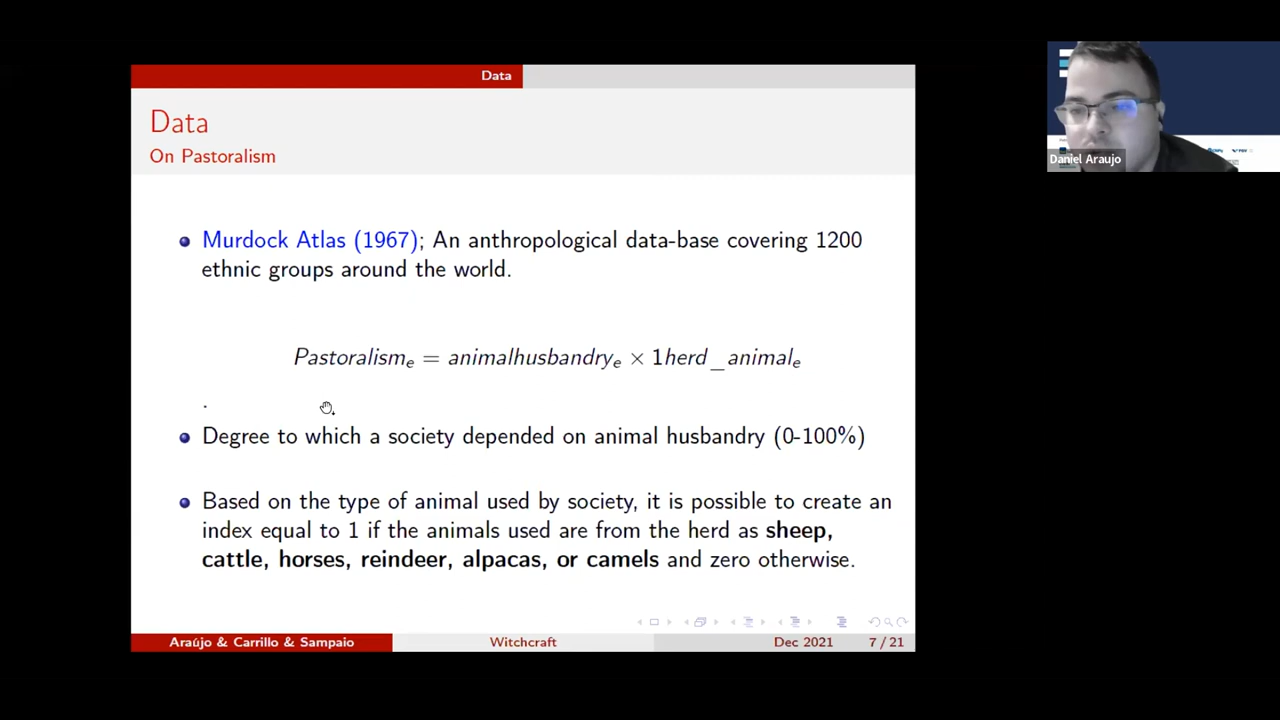 Data
Data
On Pastoralism
Murdock Atlas (1967); An anthropological data-base covering 1200
ethnic groups around the world.
Pastoralismₑ = animalhusbandryₑ × 1herd_animalₑ
.
Degree to which a society depended on animal husbandry (0-100%)
Based on the type of animal used by society, it is possible to create an
index equal to 1 if the animals used are from the herd as sheep,
cattle, horses, reindeer, alpacas, or camels and zero otherwise.
Araújo & Carrillo & Sampaio Witchcraft Dec 2021 7 / 21
Daniel Araujo